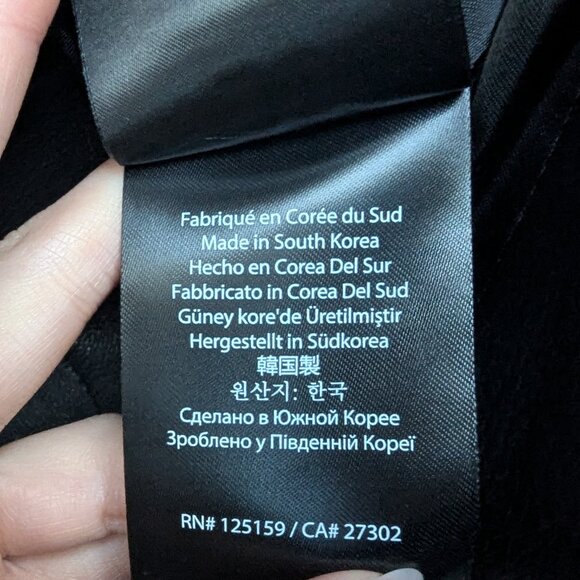 Fabriqué en Corée du Sud
Made in South Korea
Hecho en Corea Del Sur
Fabbricato in Corea Del Sud
Güney kore'de Üretilmiştir
Hergestellt in Südkorea
韓国製
원산지: 한국
Сделано в Южной Корее
Зроблено у Південній Кореї
RN# 125159 / CA# 27302